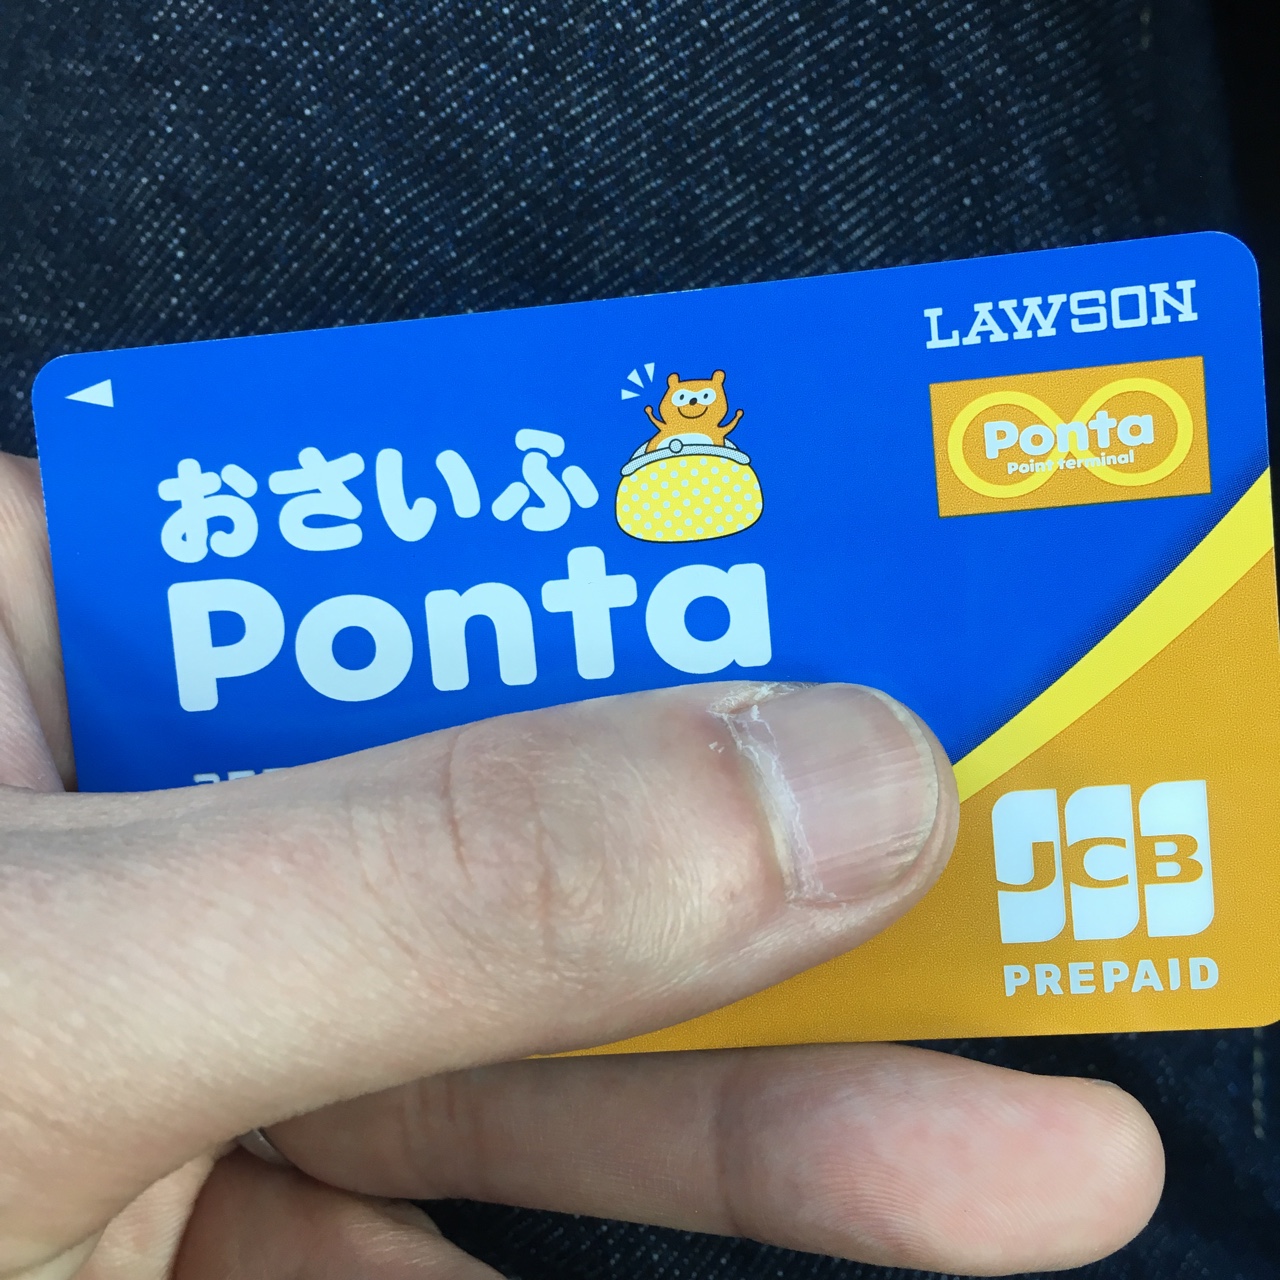 LAWSON
Ponta
Point terminal
おさいふ
Ponta
JCB
PREPAID